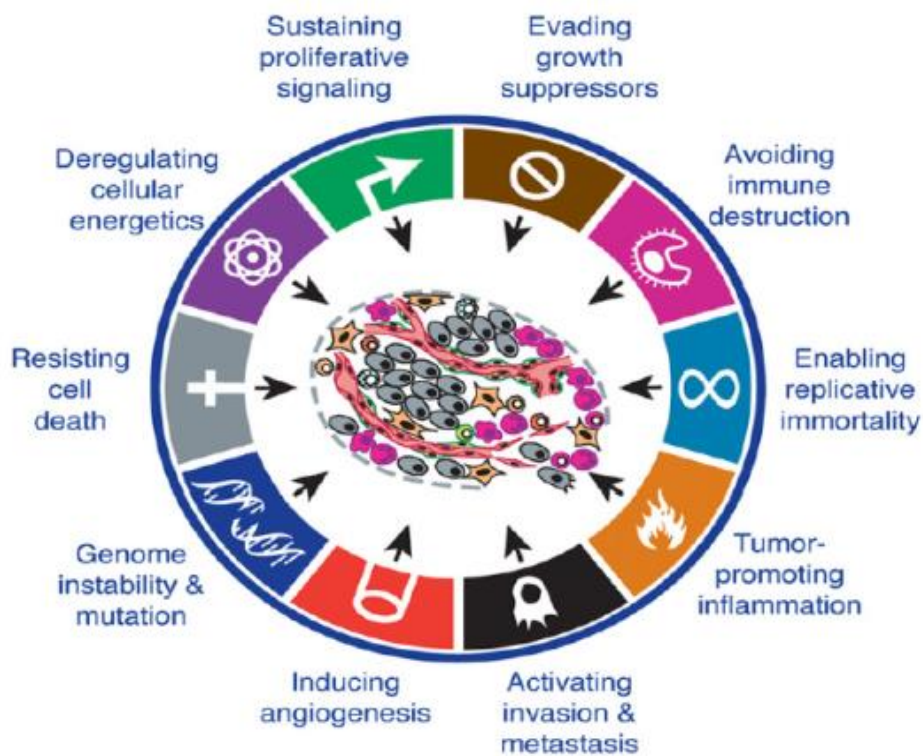 Sustaining
proliferative
signaling
Evading
growth
suppressors
Avoiding
immune
destruction
Enabling
replicative
immortality
Tumor-
promoting
inflammation
Activating
invasion &
metastasis
Inducing
angiogenesis
Genome
instability &
mutation
Resisting
cell
death
Deregulating
cellular
energetics